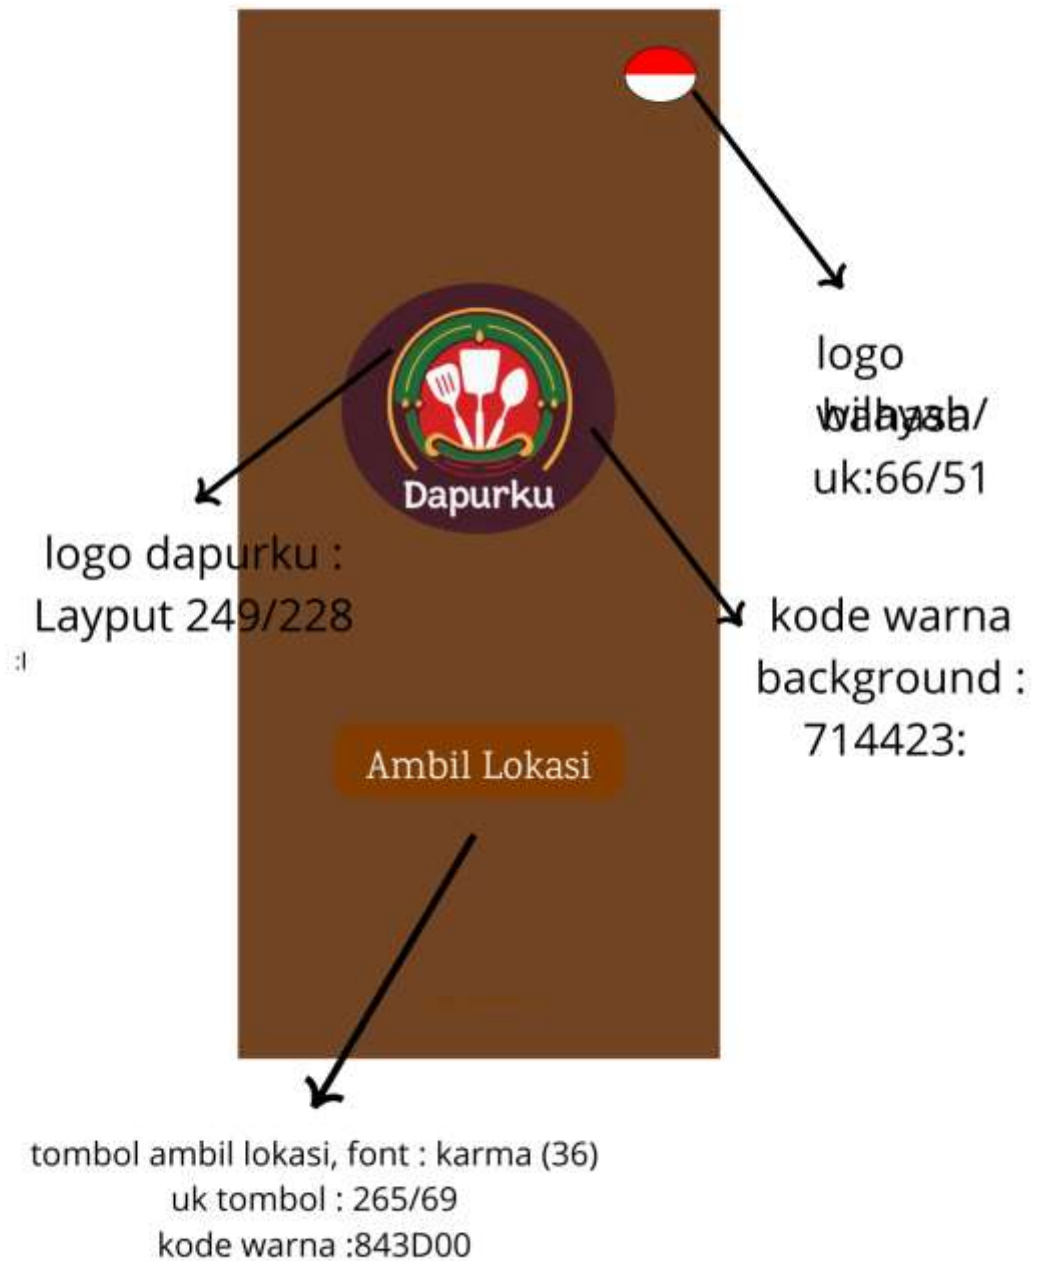 logo
wilayah/
bahasa
uk:66/51
Dapurku
logo dapurku :
Layput 249/228
:I
kode warna
background :
714423:
Ambil Lokasi
tombol ambil lokasi, font : karma (36)
uk tombol : 265/69
kode warna :843D00